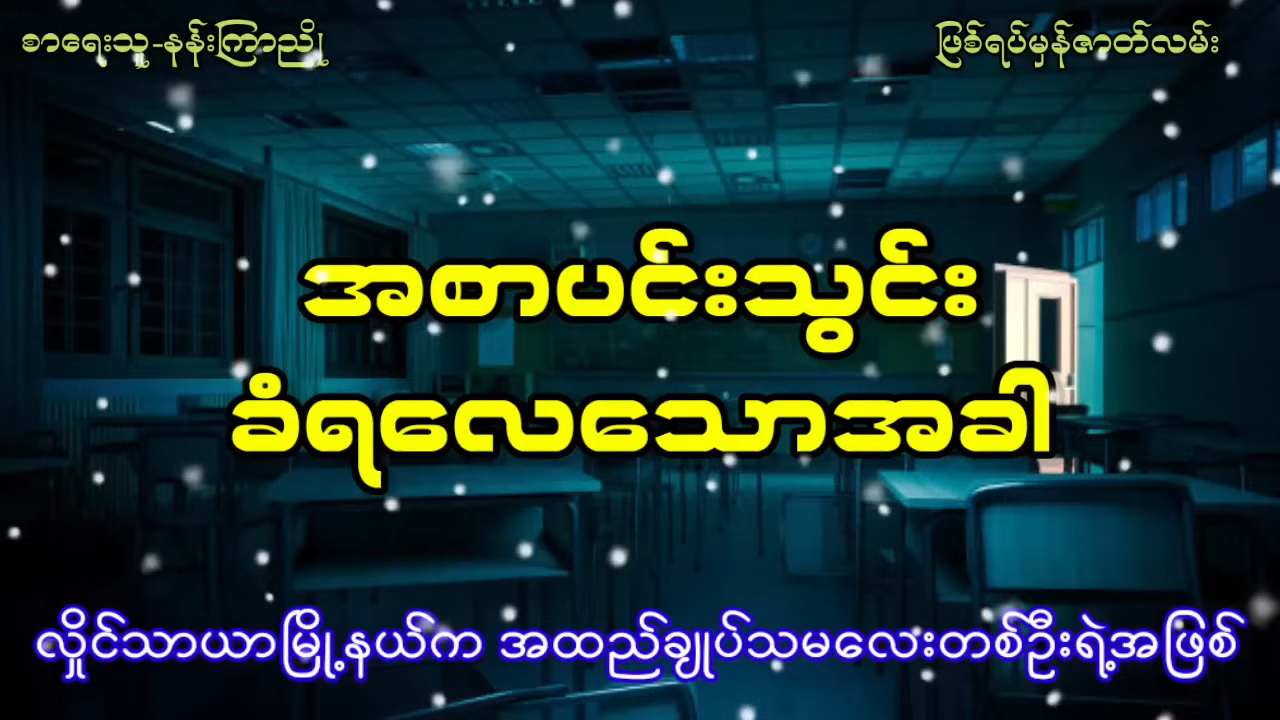 စာရေးသူ-နန်းကြာညို
ဖြစ်ရပ်မှန်ဇာတ်လမ်း
အစာပင်းသွင်း
ခံရလေသောအခါ
လှိုင်သာယာမြို့နယ်က အထည်ချုပ်သမလေးတစ်ဦးရဲ့အဖြစ်